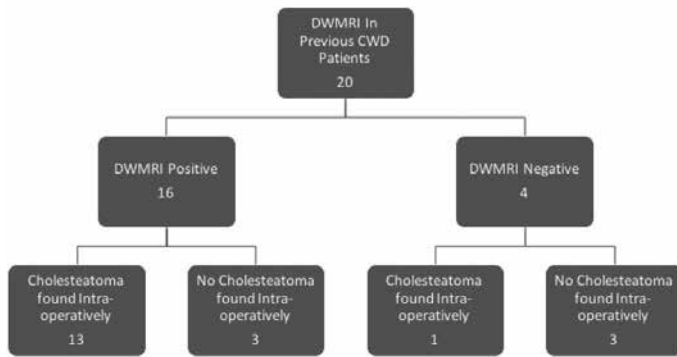 DWMRI In
Previous CWD
Patients
20
DWMRI Positive
16
DWMRI Negative
4
Cholesteatoma
found Intra-
operatively
13
No Cholesteatoma
found Intra-
operatively
3
Cholesteatoma
found Intra-
operatively
1
No Cholesteatoma
found Intra-
operatively
3